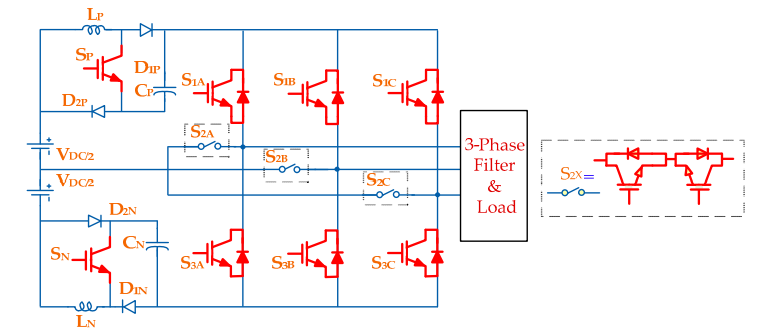 LP
SP
D1P
CP
D2P
S1A
S1B
S1C
S2A
S2B
S2C
+
VDC/2
+
VDC/2
3-Phase
Filter
&
Load
S2X=
D2N
SN
CN
D1N
LN
S3A
S3B
S3C